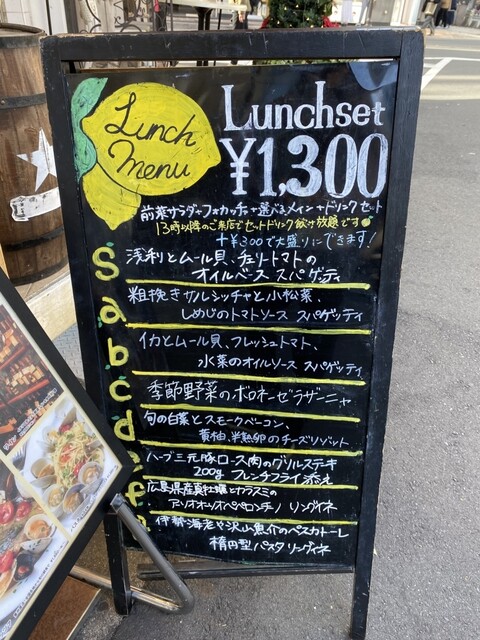 Lunch
Menu
Lunchset
¥1,300
前菜サラダ+フォカッチャ+選べるメイン+ドリンクセット
13時以降のご来店でセットドリンク飲み放題です
+¥300で大盛りにできます!
S
浅利とムール貝、チェリートマトの
オイルベース スパゲッティ
a
粗挽きサルシッチャと小松菜、
しめじのトマトソース スパゲッティ
b
イカとムール貝、フレッシュトマト、
水菜のオイルソース スパゲッティ
c
季節野菜のボロネーゼラザーニャ
d
旬の白菜とスモークベーコン、
黄柚、半熟卵のチーズリゾット
e
ハーブ三元豚ロース肉のグリルステーキ
200g フレンチフライ添え
f
広島県産真牡蠣とカラスミの
アーリオオーリオペペロンチーノ リングイネ
伊勢海老や沢山魚介のペスカトーレ
楕円型パスタ リングイネ